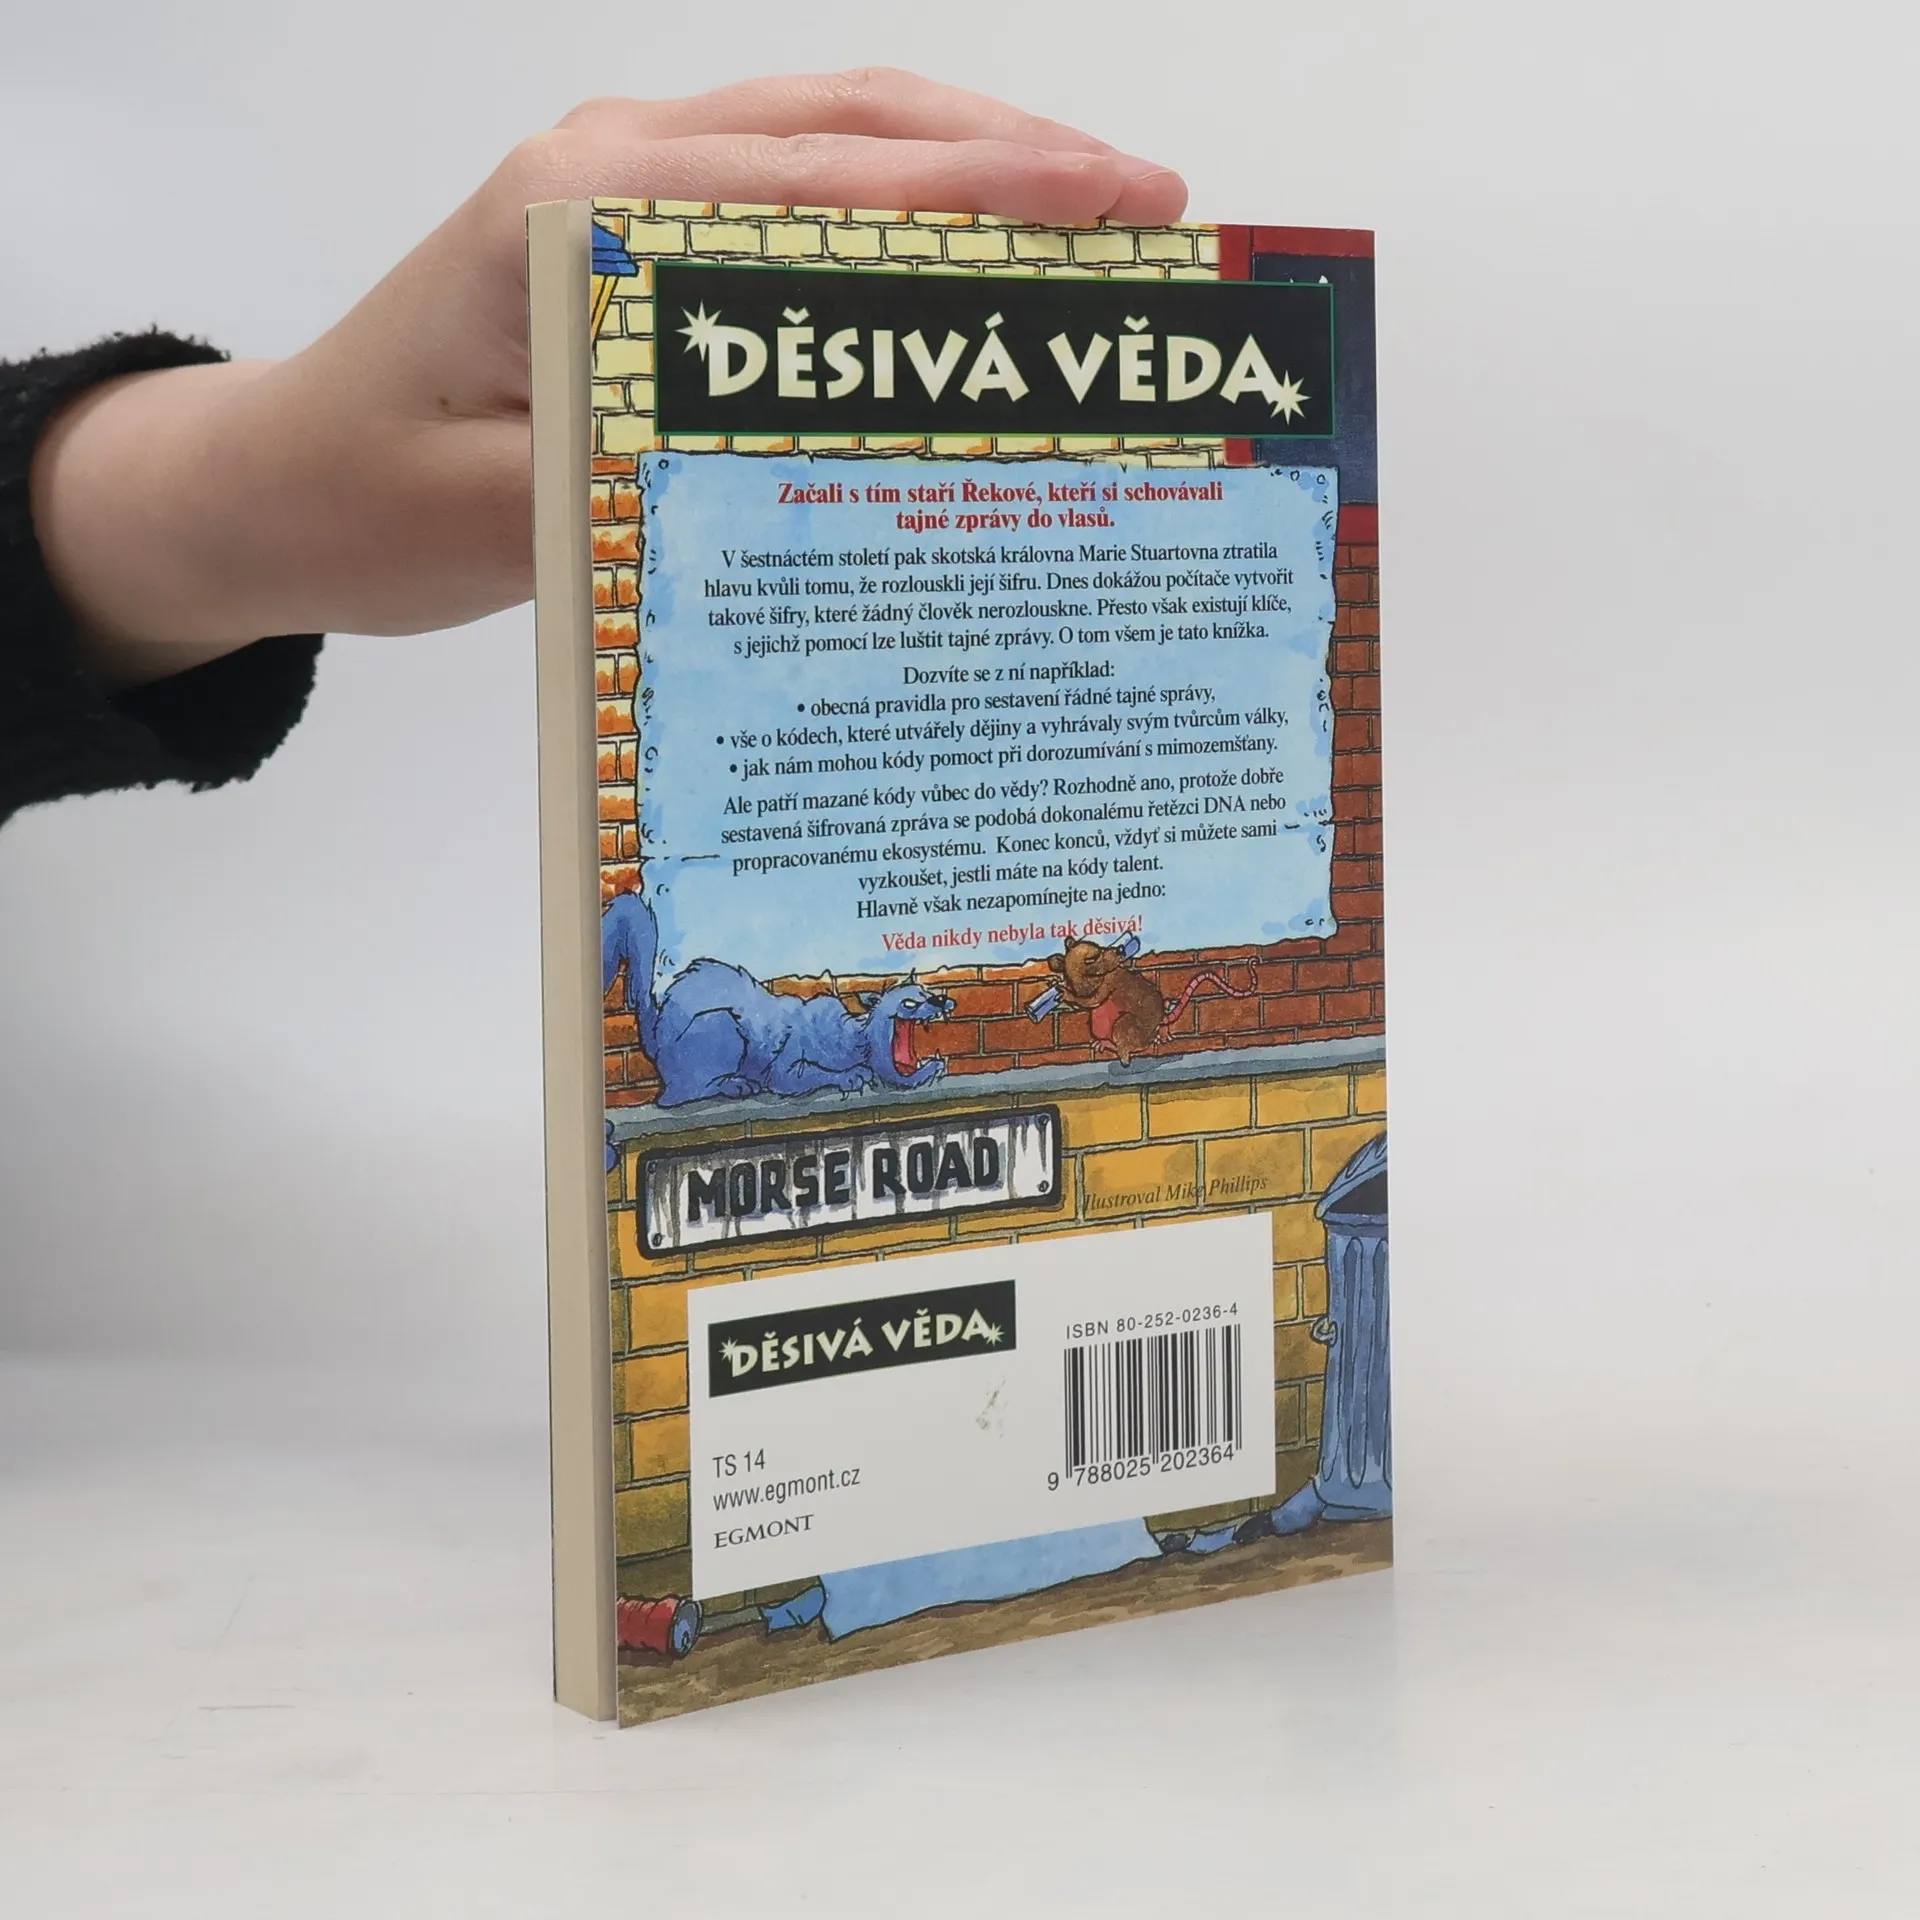 DĚSIVÁ VĚDA
Začali s tím staří Řekové, kteří si schovávali
tajné zprávy do vlasů.
V šestnáctém století pak skotská královna Marie Stuartovna ztratila
hlavu kvůli tomu, že rozlouskli její šifru. Dnes dokážou počítače vytvořit
takové šifry, které žádný člověk nerozlouskne. Přesto však existují klíče,
s jejichž pomocí lze luštit tajné zprávy. O tom všem je tato knížka.
Dozvíte se z ní například:
• obecná pravidla pro sestavení řádné tajné správy,
• vše o kódech, které utvářely dějiny a vyhrávaly svým tvůrcům války,
• jak nám mohou kódy pomoct při dorozumívání s mimozemšťany.
Ale patří mazané kódy vůbec do vědy? Rozhodně ano, protože dobře
sestavená šifrovaná zpráva se podobá dokonalému řetězci DNA nebo
propracovanému ekosystému. Konec konců, vždyť si můžete sami
vyzkoušet, jestli máte na kódy talent.
Hlavně však nezapomínejte na jedno:
Věda nikdy nebyla tak děsivá!
MORSE ROAD
Ilustroval Mike Phillips
DĚSIVÁ VĚDA
ISBN 80-252-0236-4
TS 14
www.egmont.cz
EGMONT
9 788025 202364